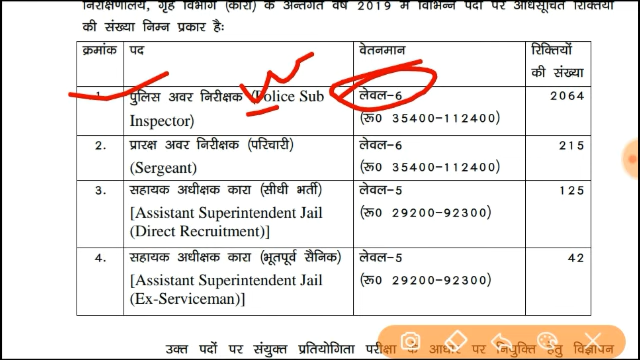 निरीक्षणालय, गृह विभाग (कारा) के अन्तर्गत वर्ष 2019 में विभिन्न पदों पर अधिसूचित रिक्तियों
की संख्या निम्न प्रकार है:
क्रमांक पद वेतनमान रिक्तियों
की संख्या
1. पुलिस अवर निरीक्षक (Police Sub लेवल-6 2064
Inspector) (रू0 35400-112400)
2. प्रारक्ष अवर निरीक्षक (परिचारी) लेवल-6 215
(Sergeant) (रू0 35400-112400)
3. सहायक अधीक्षक कारा (सीधी भर्ती) लेवल-5 125
[Assistant Superintendent Jail (रू0 29200-92300)
(Direct Recruitment)]
4. सहायक अधीक्षक कारा (भूतपूर्व सैनिक) लेवल-5 42
[Assistant Superintendent Jail (रू0 29200-92300)
(Ex-Serviceman)]
उक्त पदों पर संयुक्त प्रतियोगिता परीक्षा के आधार पर नियुक्ति हेतु विज्ञापन